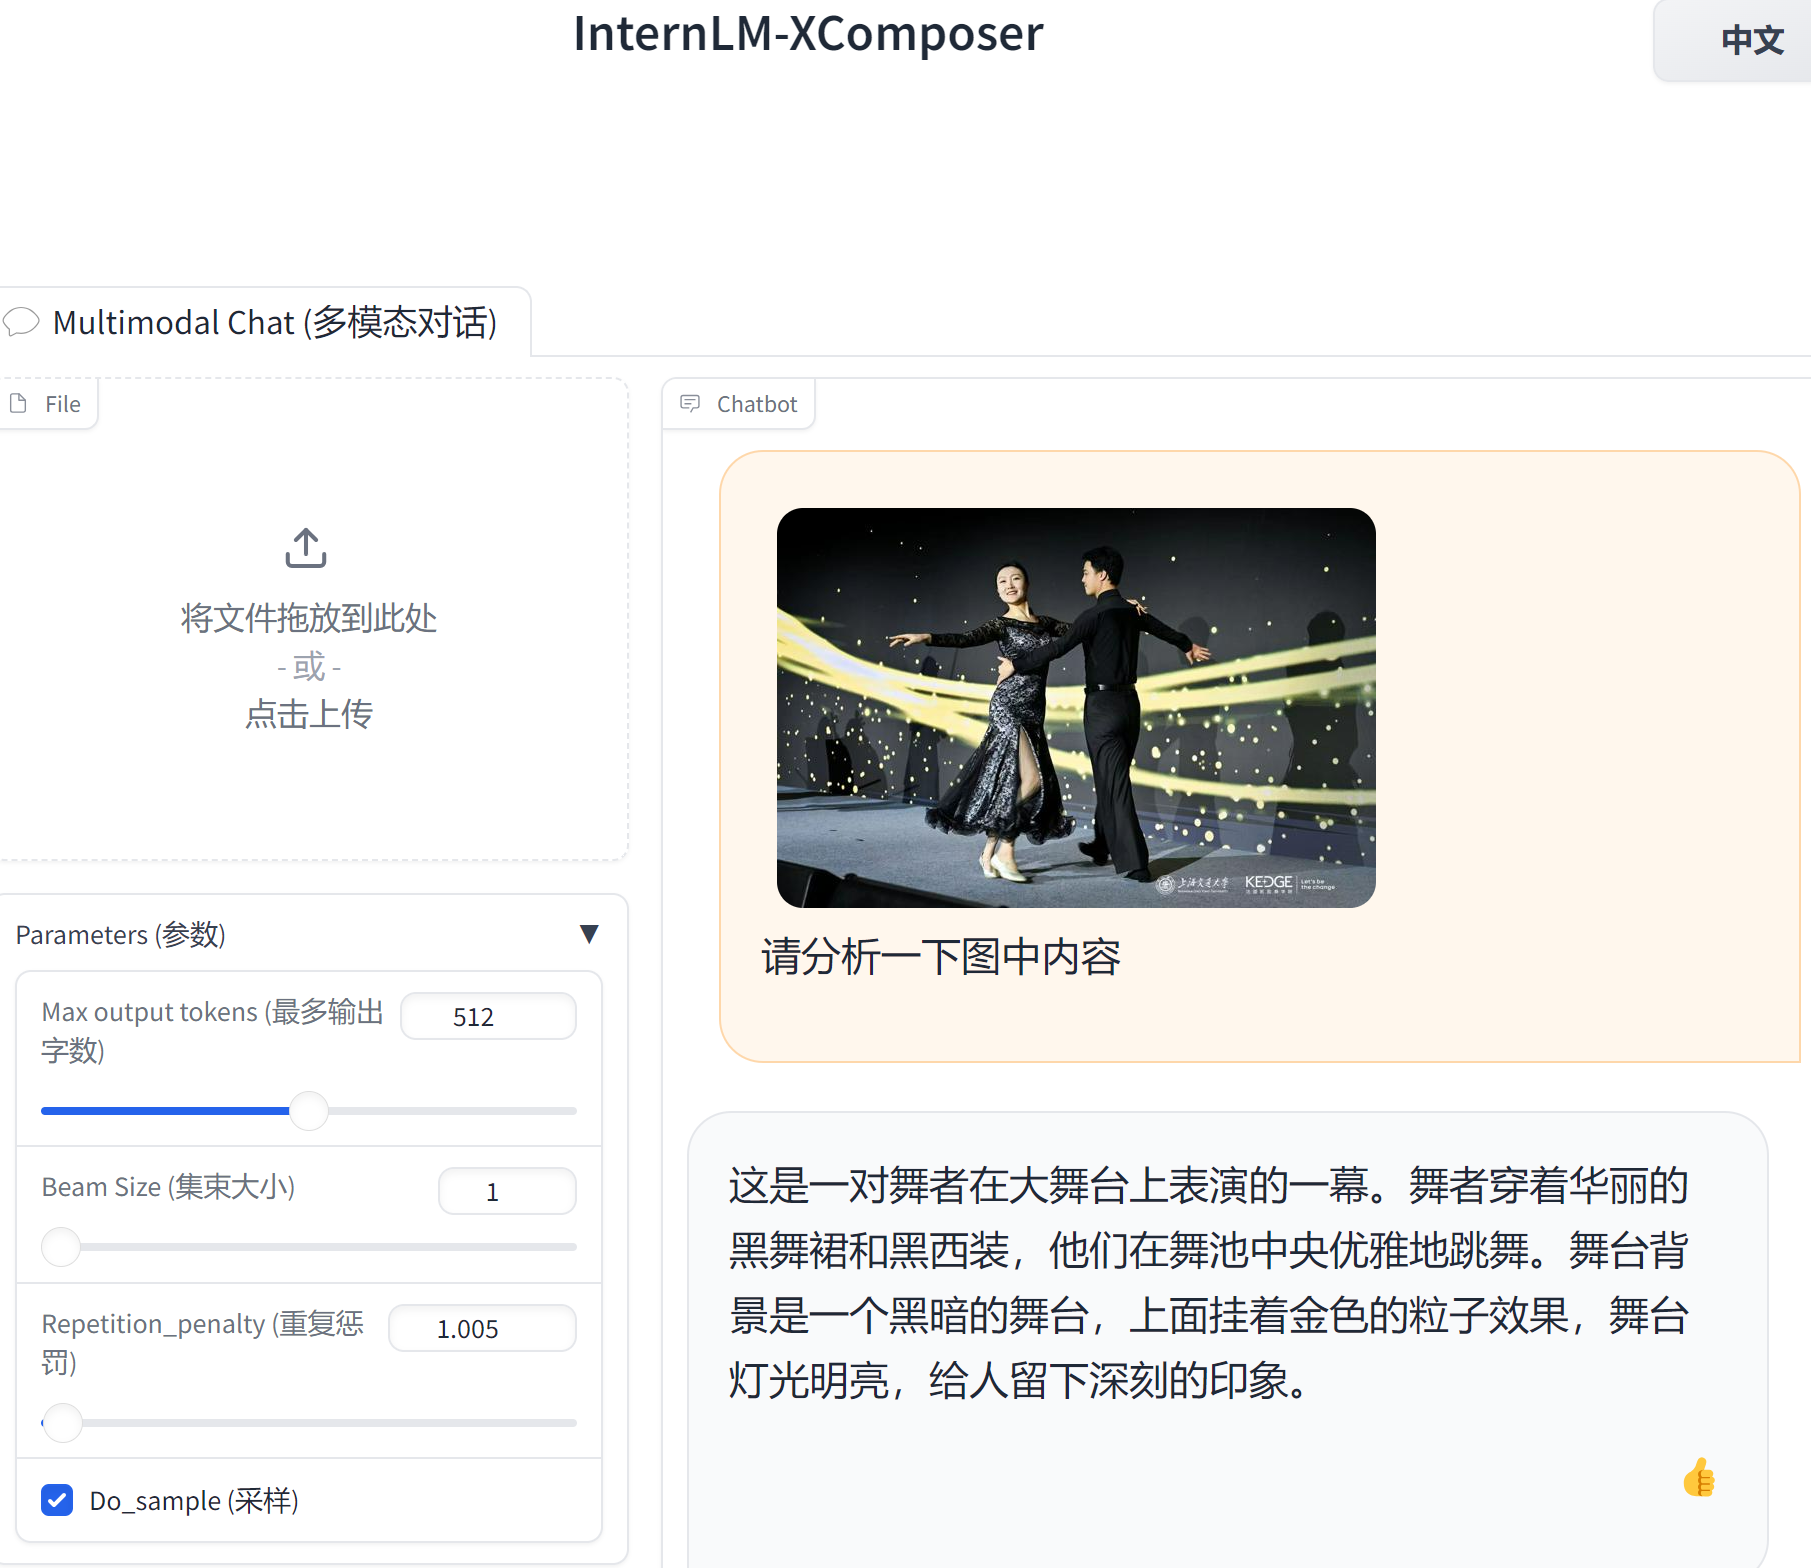 InternLM-XComposer
中文
Multimodal Chat (多模态对话)
File
将文件拖放到此处
- 或 -
点击上传
Parameters (参数)
Max output tokens (最多输出
字数)
512
Beam Size (集束大小)
1
Repetition_penalty (重复惩
罚)
1.005
Do_sample (采样)
Chatbot
上海交通大学
KEDGE
Let's be
the change
请分析一下图中内容
这是一对舞者在大舞台上表演的一幕。舞者穿着华丽的
黑舞裙和黑西装，他们在舞池中央优雅地跳舞。舞台背
景是一个黑暗的舞台，上面挂着金色的粒子效果，舞台
灯光明亮，给人留下深刻的印象。